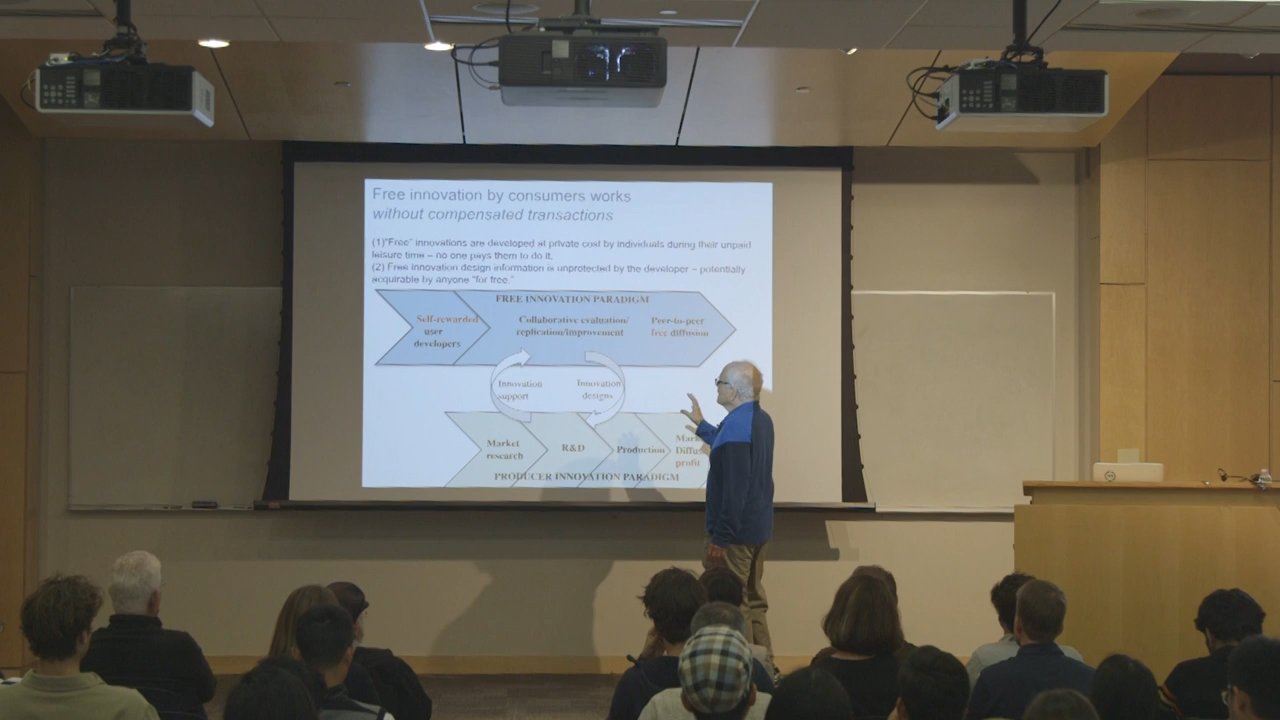 Free innovation by consumers works
without compensated transactions
(1)"Free" innovations are developed at private cost by individuals during their unpaid
leisure time – no one pays them to do it.
(2) Free innovation design information is unprotected by the developer – potentially
acquirable by anyone "for free."
FREE INNOVATION PARADIGM
Self-rewarded
user
developers
Collaborative evaluation/
replication/improvement
Peer-to-peer
free diffusion
Innovation
support
Innovation
designs
Market
research
R&D
Production
Mark
Diffus
profit
PRODUCER INNOVATION PARADIGM